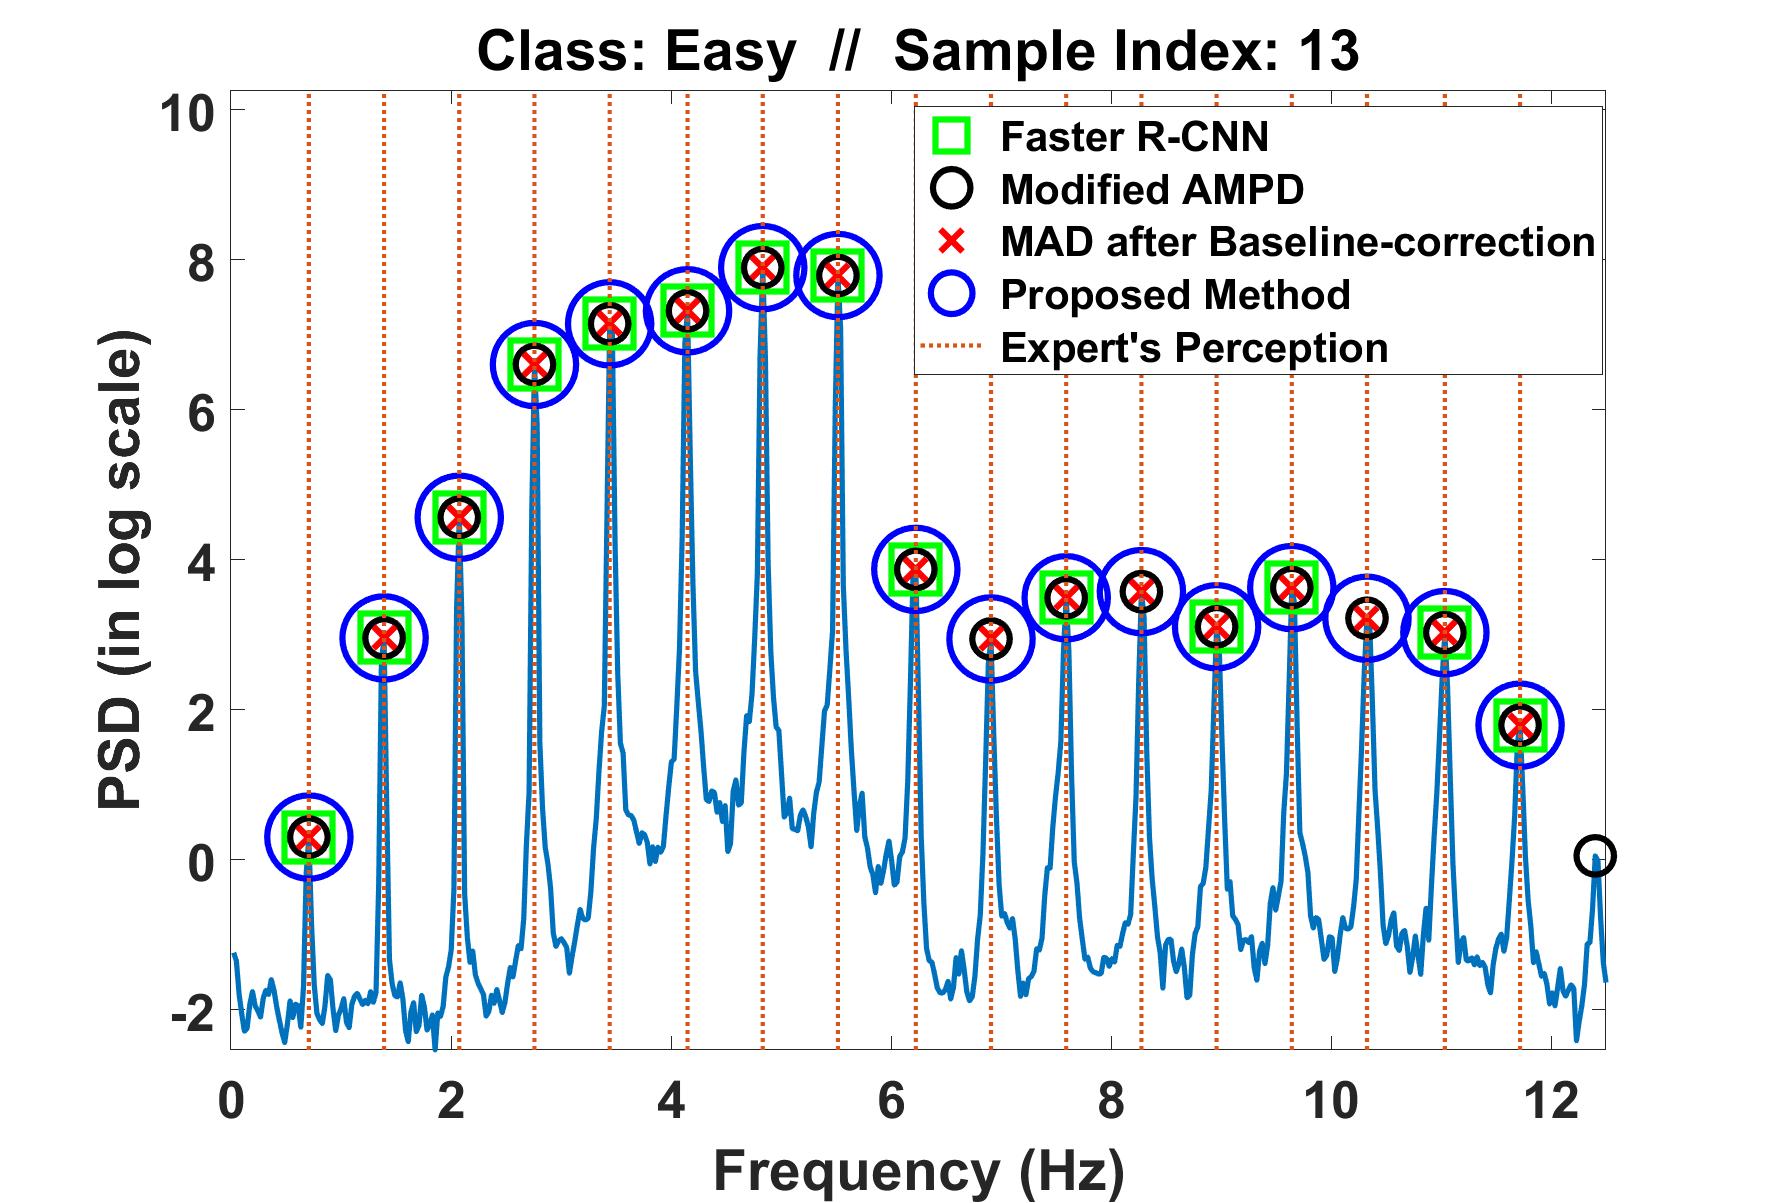 Class: Easy // Sample Index: 13
10
8
6
4
2
0
-2
PSD (in log scale)
Faster R-CNN
Modified AMPD
MAD after Baseline-correction
Proposed Method
Expert's Perception
0 2 4 6 8 10 12
Frequency (Hz)